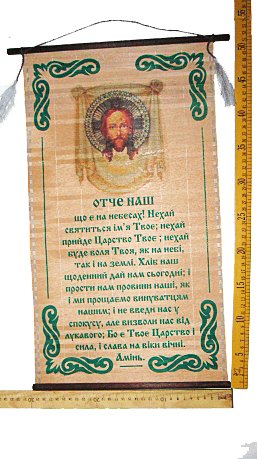 ОТЧЕ НАШ
що є на небесах! Нехай
святиться ім'я Твоє; нехай
прийде Царство Твоє ; нехай
буде воля Твоя, як на небі,
так і на землі. Хліб наш
щоденний дай нам сьогодні; і
прости нам провини наші, як
і ми прощаємо винуватцям
нашим; і не введи нас у
спокусу, але визволи нас від
лукавого; Бо є Твоє Царство і
сила, і слава на віки вічні.
Амінь.